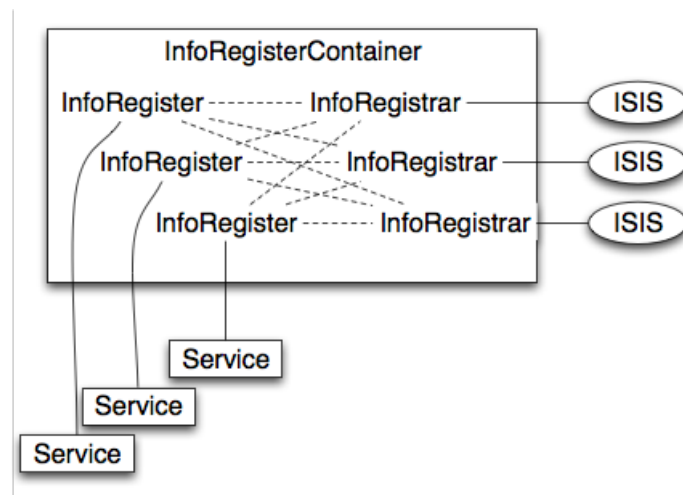 InfoRegisterContainer
InfoRegister InfoRegistrar ISIS
InfoRegister InfoRegistrar ISIS
InfoRegister InfoRegistrar ISIS
Service
Service
Service